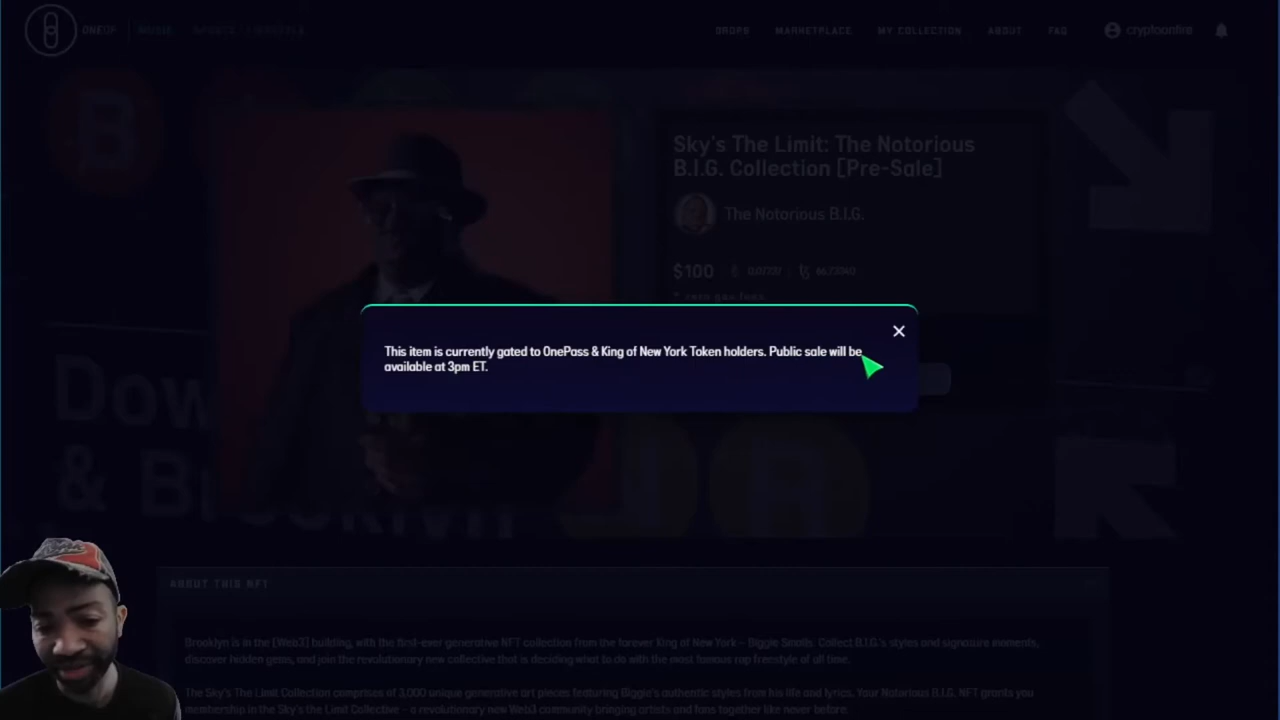 ONEOF
MUSIC
DROPS
MARKETPLACE
MY COLLECTION
ABOUT
FAQ
cryptoonfire
B
Sky's The Limit: The Notorious
B.I.G. Collection [Pre-Sale]
The Notorious B.I.G.
$100
This item is currently gated to OnePass & King of New York Token holders. Public sale will be
available at 3pm ET.
ABOUT THIS NFT
Brooklyn is in the [Web3] building, with the first-ever generative NFT collection from the forever king of New York – Biggie Smalls. Collect B.I.G.'s styles and signature moments,
discover hidden gems, and join the revolutionary new collective that is deciding what to do with the most famous rap freestyle of all time.
The Sky's The Limit Collection comprises of 3,000 unique generative art pieces featuring Biggie's authentic styles from his life and lyrics. Your Notorious B.I.G. NFT grants you
membership in the Sky's the Limit Collective – a revolutionary new Web3 community bringing artists and fans together like never before: